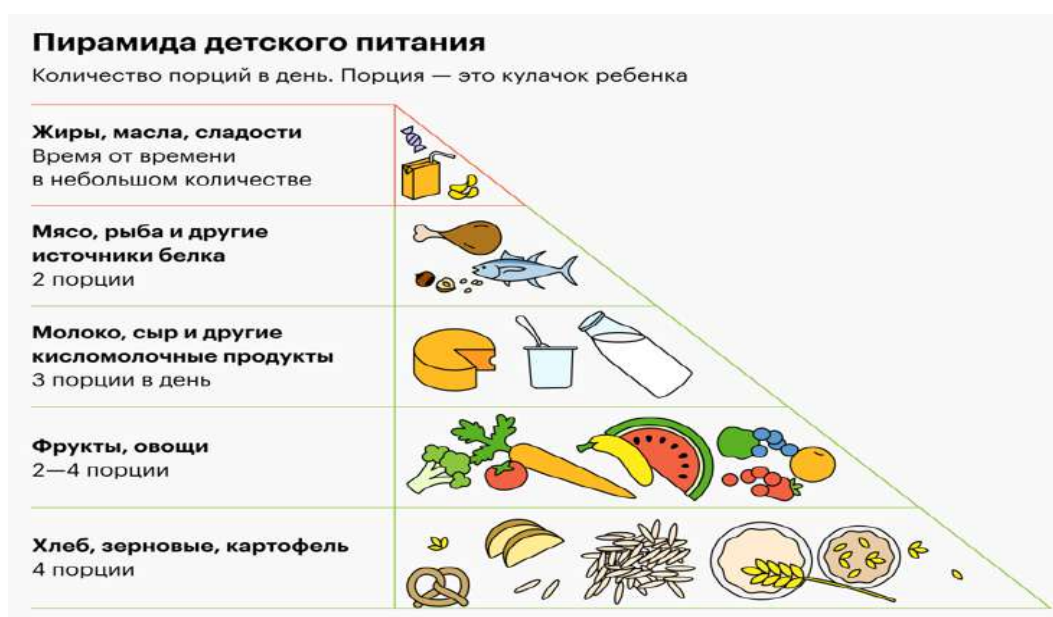 Пирамида детского питания
Количество порций в день. Порция — это кулачок ребенка
Жиры, масла, сладости
Время от времени
в небольшом количестве
Мясо, рыба и другие
источники белка
2 порции
Молоко, сыр и другие
кисломолочные продукты
3 порции в день
Фрукты, овощи
2—4 порции
Хлеб, зерновые, картофель
4 порции